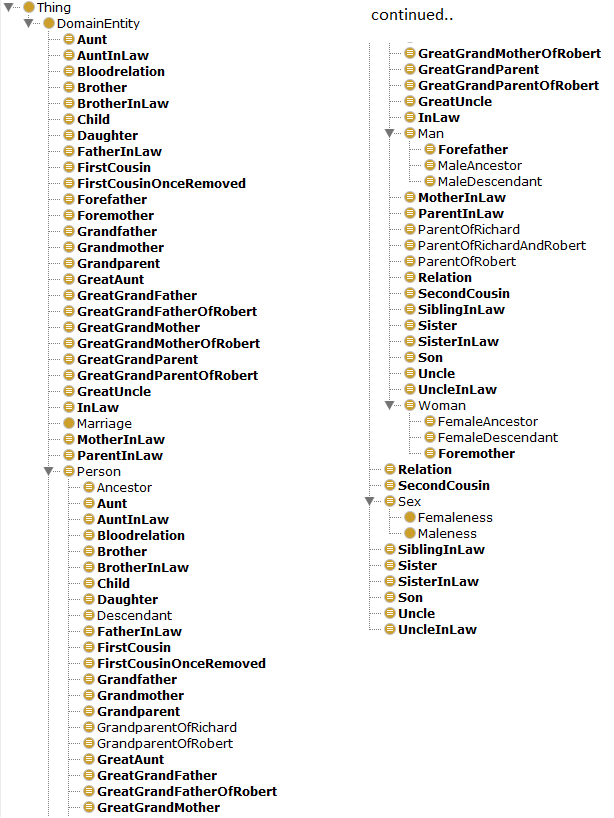 Thing
DomainEntity
Aunt
AuntInLaw
Bloodrelation
Brother
BrotherInLaw
Child
Daughter
FatherInLaw
FirstCousin
FirstCousinOnceRemoved
Forefather
Foremother
Grandfather
Grandmother
Grandparent
GreatAunt
GreatGrandFather
GreatGrandFatherOfRobert
GreatGrandMother
GreatGrandMotherOfRobert
GreatGrandParent
GreatGrandParentOfRobert
GreatUncle
InLaw
Marriage
MotherInLaw
ParentInLaw
Person
Ancestor
Aunt
AuntInLaw
Bloodrelation
Brother
BrotherInLaw
Child
Daughter
Descendant
FatherInLaw
FirstCousin
FirstCousinOnceRemoved
Grandfather
Grandmother
Grandparent
GrandparentOfRichard
GrandparentOfRobert
GreatAunt
GreatGrandFather
GreatGrandFatherOfRobert
GreatGrandMother
continued..
GreatGrandMotherOfRobert
GreatGrandParent
GreatGrandParentOfRobert
GreatUncle
InLaw
Man
Forefather
MaleAncestor
MaleDescendant
MotherInLaw
ParentInLaw
ParentOfRichard
ParentOfRichardAndRobert
ParentOfRobert
Relation
SecondCousin
SiblingInLaw
Sister
SisterInLaw
Son
Uncle
UncleInLaw
Woman
FemaleAncestor
FemaleDescendant
Foremother
Relation
SecondCousin
Sex
Femaleness
Maleness
SiblingInLaw
Sister
SisterInLaw
Son
Uncle
UncleInLaw